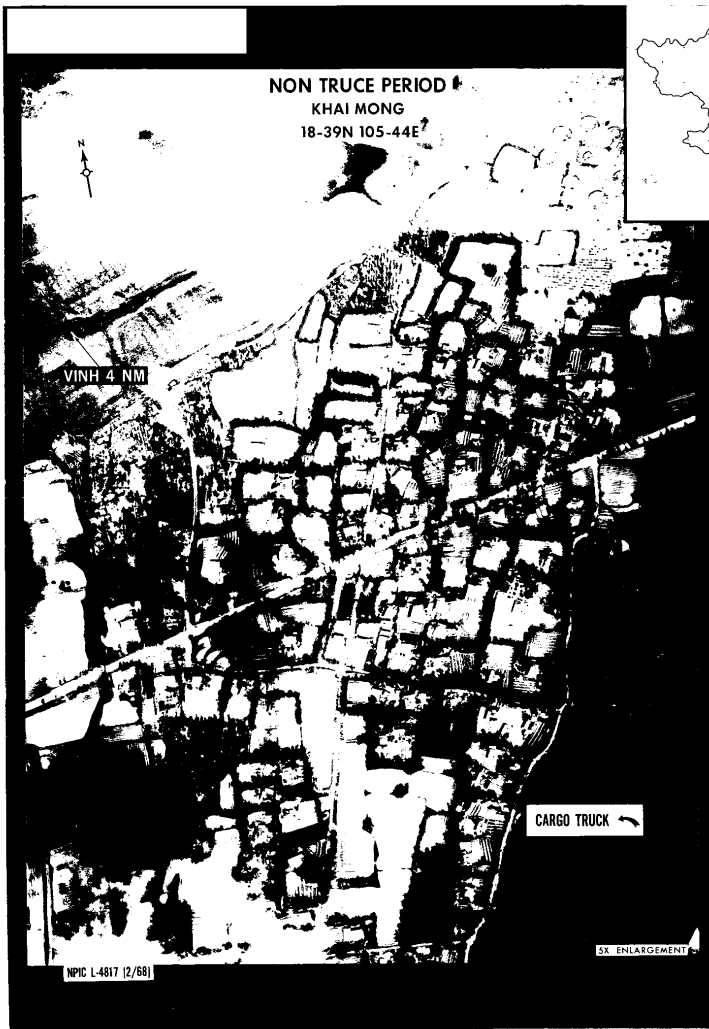 NON TRUCE PERIOD
KHAI MONG
18-39N 105-44E
N
VINH 4 NM
CARGO TRUCK
5X ENLARGEMENT
NPIC L-4817 (2/68)